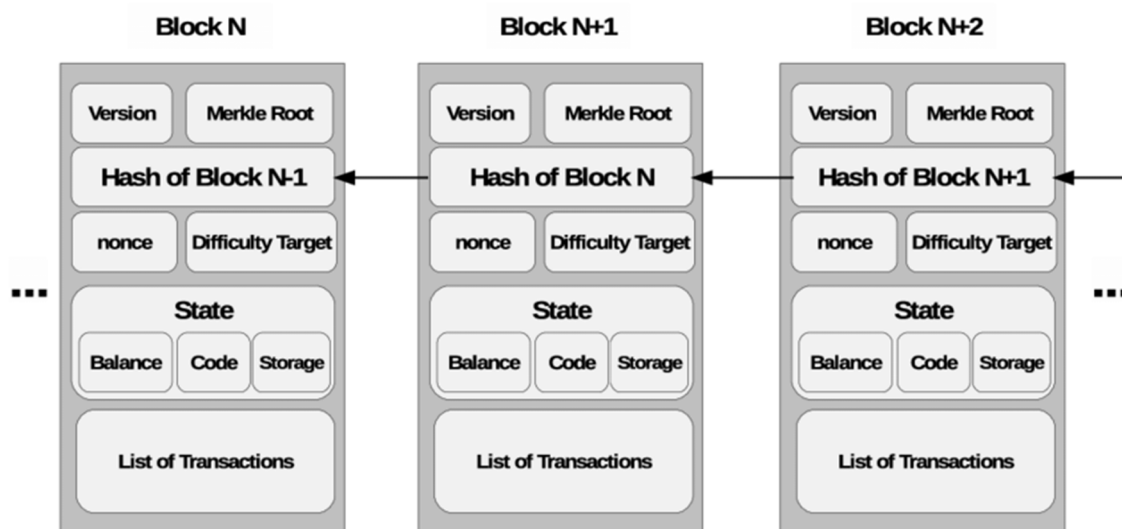 Block N Block N+1 Block N+2
Version Merkle Root Version Merkle Root Version Merkle Root
Hash of Block N-1 Hash of Block N Hash of Block N+1
nonce Difficulty Target nonce Difficulty Target nonce Difficulty Target
... ...
State State State
Balance Code Storage Balance Code Storage Balance Code Storage
List of Transactions List of Transactions List of Transactions